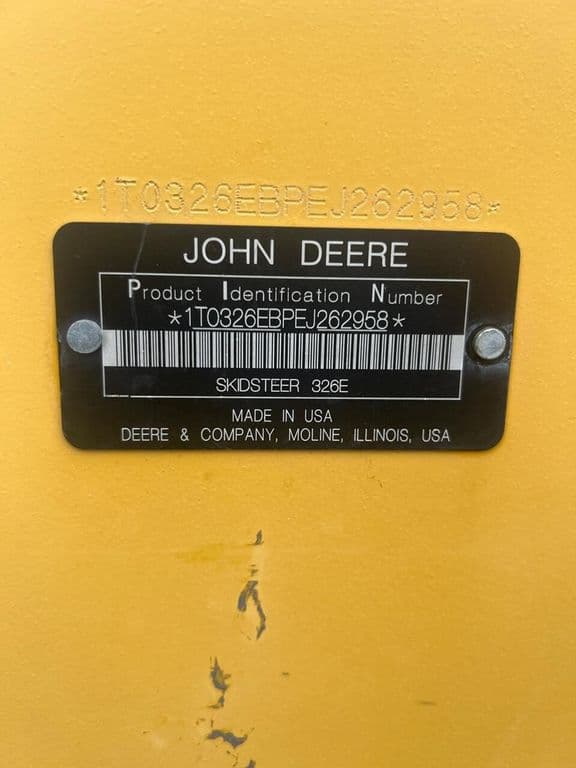 *1T0326EBPEJ262958*
JOHN DEERE
Product Identification Number
*1T0326EBPEJ262958*
SKIDSTEER 326E
MADE IN USA
DEERE & COMPANY, MOLINE, ILLINOIS, USA